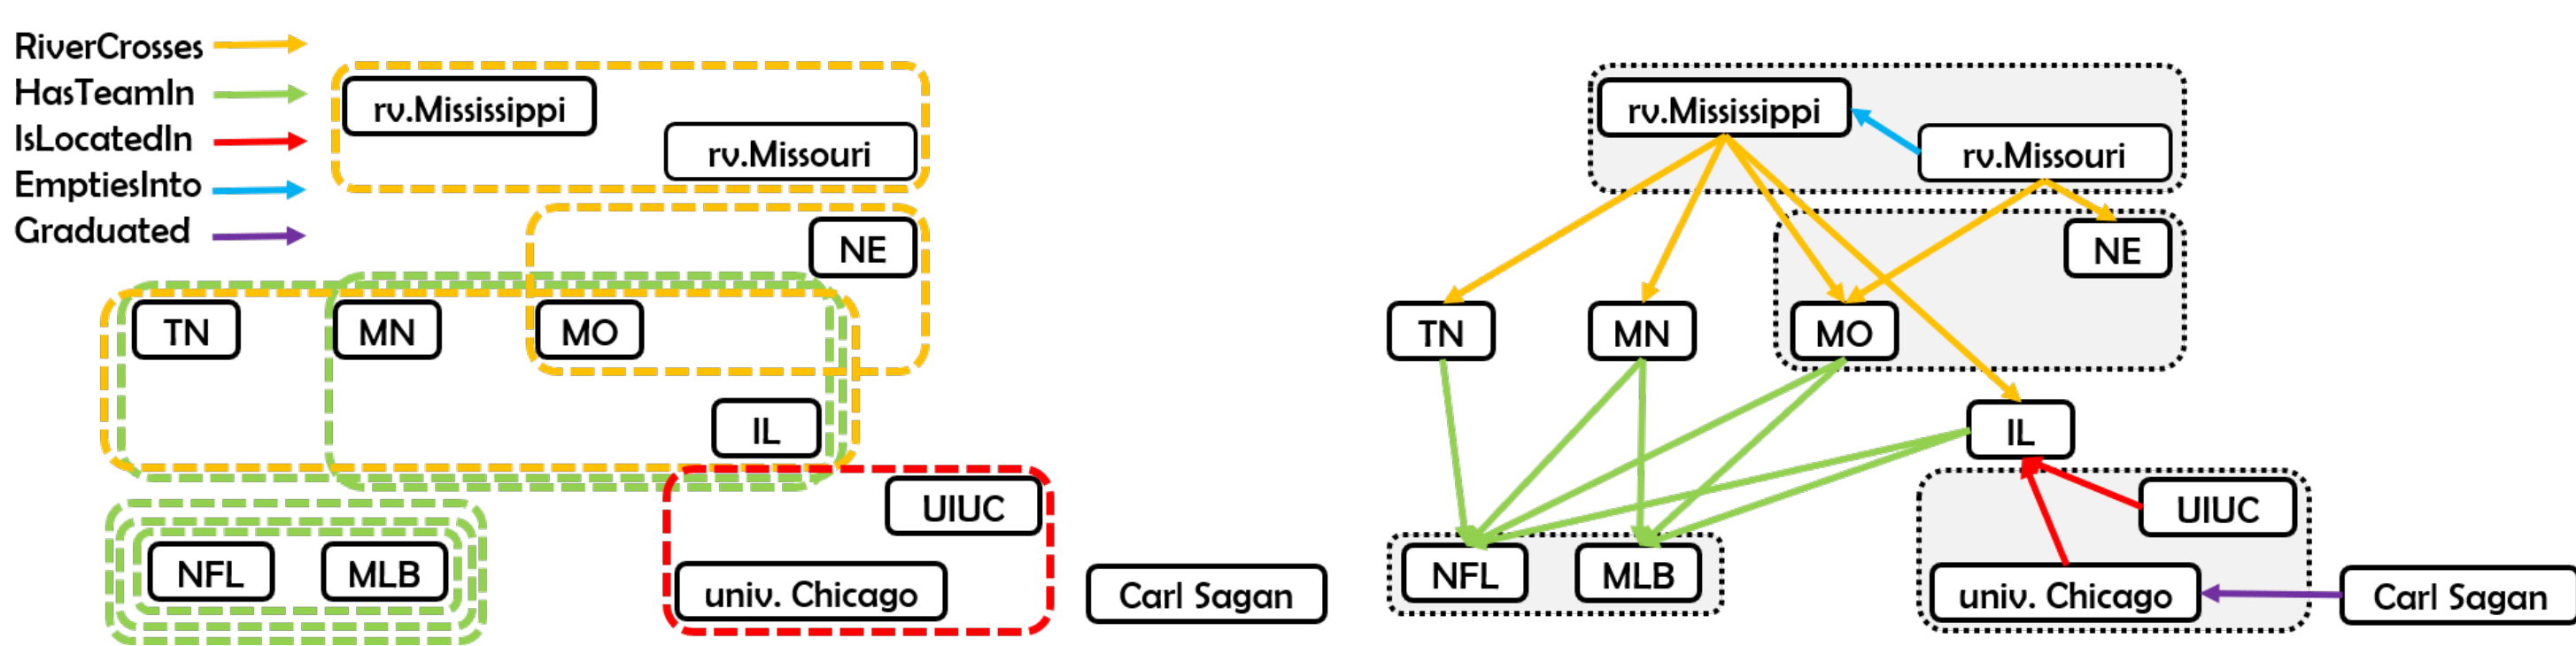 RiverCrosses
HasTeamIn
IsLocatedIn
EmptiesInto
Graduated
rv.Mississippi
rv.Missouri
NE
TN
MN
MO
IL
UIUC
NFL
MLB
univ. Chicago
Carl Sagan
rv.Mississippi
rv.Missouri
NE
TN
MN
MO
IL
UIUC
NFL
MLB
univ. Chicago
Carl Sagan